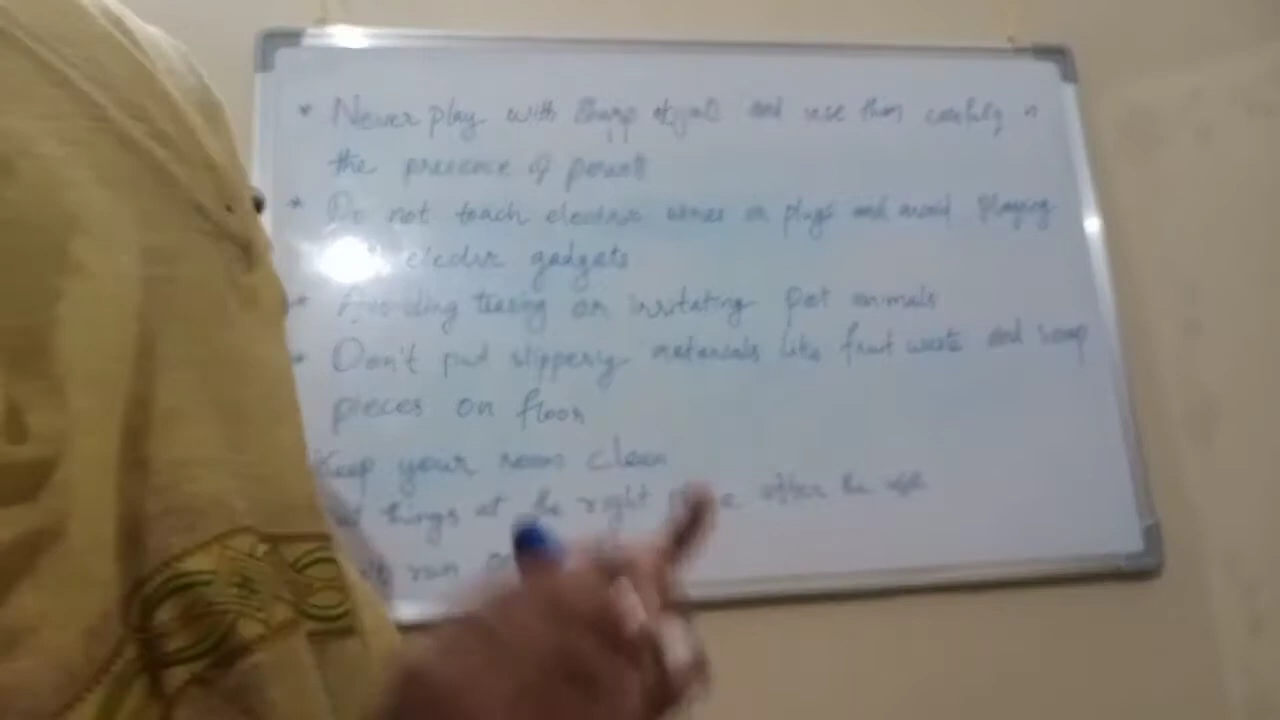 * Never play with Sharp objects and use them carefully in
the presence of parents
* Do not touch electric wires or plugs and avoid playing
electric gadgets
* Avoiding teasing or irritating pet animals
* Don't put slippery materials like fruit waste and soap
pieces on floor
Keep your room clean
things at the right after the use
run